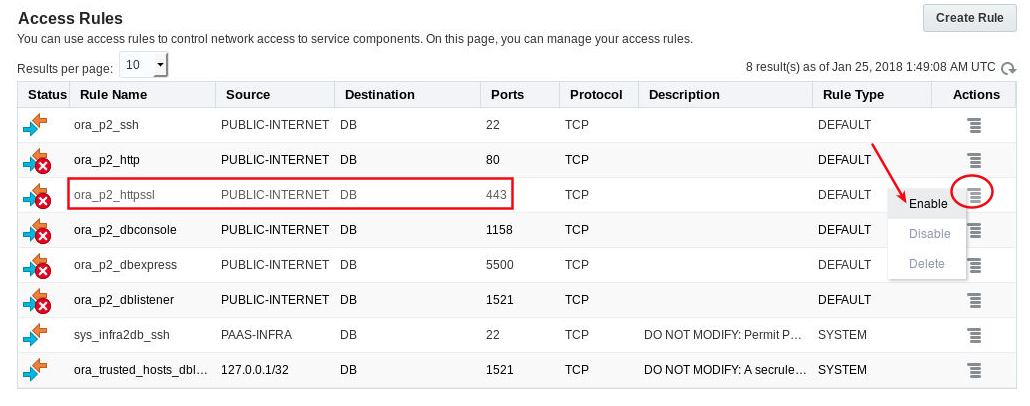 Access Rules
Create Rule
You can use access rules to control network access to service components. On this page, you can manage your access rules.
Results per page: 10
8 result(s) as of Jan 25, 2018 1:49:08 AM UTC
Status Rule Name Source Destination Ports Protocol Description Rule Type Actions
ora_p2_ssh PUBLIC-INTERNET DB 22 TCP DEFAULT
ora_p2_http PUBLIC-INTERNET DB 80 TCP DEFAULT
ora_p2_httpssl PUBLIC-INTERNET DB 443 TCP DEFAULT
Enable
ora_p2_dbconsole PUBLIC-INTERNET DB 1158 TCP DEFAULT
Disable
ora_p2_dbexpress PUBLIC-INTERNET DB 5500 TCP DEFAULT
Delete
ora_p2_dblistener PUBLIC-INTERNET DB 1521 TCP DEFAULT
sys_infra2db_ssh PAAS-INFRA DB 22 TCP DO NOT MODIFY: Permit P… SYSTEM
ora_trusted_hosts_dbl… 127.0.0.1/32 DB 1521 TCP DO NOT MODIFY: A secrule… SYSTEM